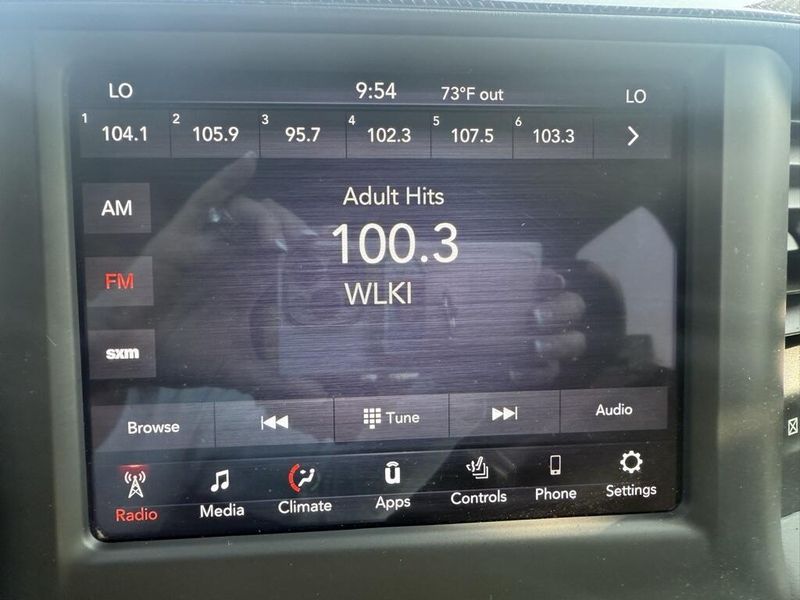 LO 9:54 73°F out LO
1 104.1 2 105.9 3 95.7 4 102.3 5 107.5 6 103.3
Adult Hits
AM
100.3
FM
WLKI
sxm
Browse Tune Audio
Radio Media Climate Apps Controls Phone Settings